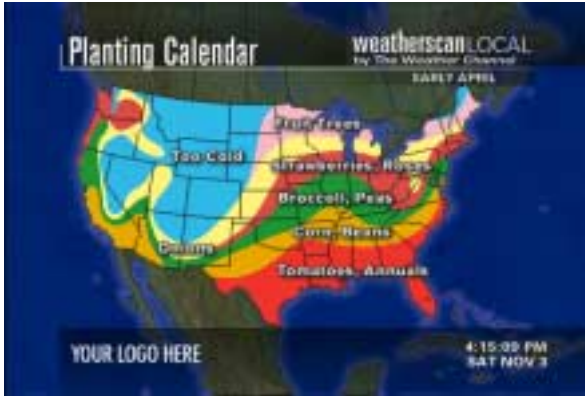 Planting Calendar
weatherscan LOCAL
by The Weather Channel
EARLY APRIL
Fruit Trees
Too Cold
Strawberries, Roses
Broccoli, Peas
Corn, Beans
Onions
Tomatoes, Annuals
YOUR LOGO HERE
4:15:09 PM
SAT NOV 3